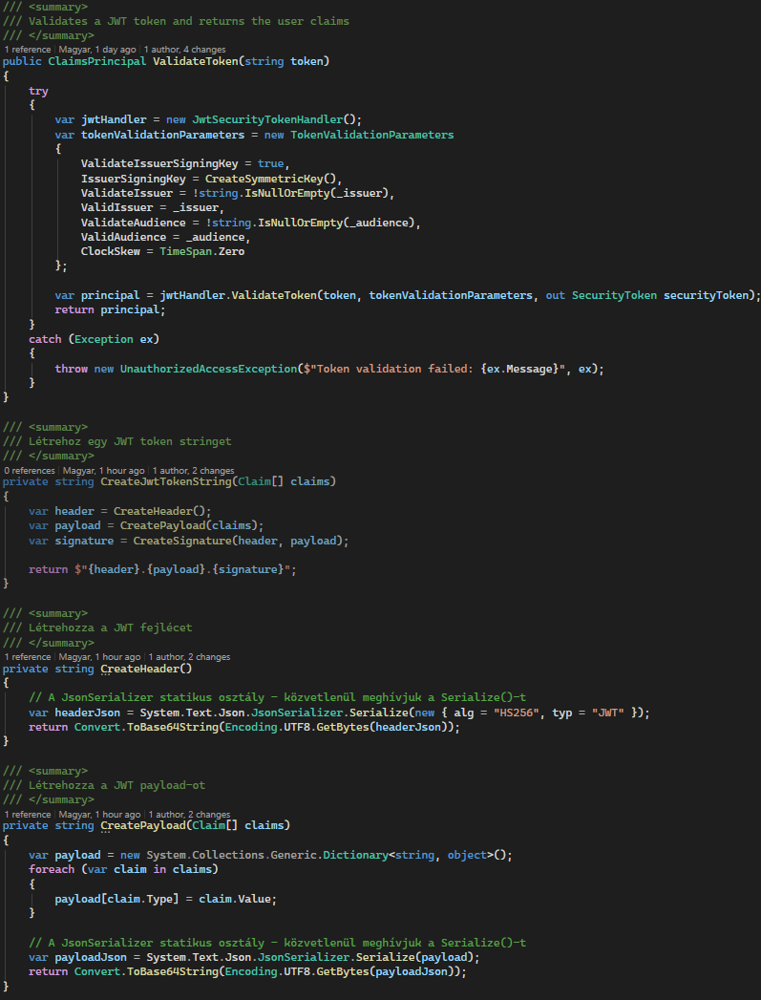 /// <summary>
/// Validates a JWT token and returns the user claims
/// </summary>
1 reference | Magyar, 1 day ago | 1 author, 4 changes
public ClaimsPrincipal ValidateToken(string token)
{
    try
    {
        var jwtHandler = new JwtSecurityTokenHandler();
        var tokenValidationParameters = new TokenValidationParameters
        {
            ValidateIssuerSigningKey = true,
            IssuerSigningKey = CreateSymmetricKey(),
            ValidateIssuer = !string.IsNullOrEmpty(_issuer),
            ValidIssuer = _issuer,
            ValidateAudience = !string.IsNullOrEmpty(_audience),
            ValidAudience = _audience,
            ClockSkew = TimeSpan.Zero
        };

        var principal = jwtHandler.ValidateToken(token, tokenValidationParameters, out SecurityToken securityToken);
        return principal;
    }
    catch (Exception ex)
    {
        throw new UnauthorizedAccessException($"Token validation failed: {ex.Message}", ex);
    }
}

/// <summary>
/// Létrehoz egy JWT token stringet
/// </summary>
0 references | Magyar, 1 hour ago | 1 author, 2 changes
private string CreateJwtTokenString(Claim[] claims)
{
    var header = CreateHeader();
    var payload = CreatePayload(claims);
    var signature = CreateSignature(header, payload);

    return $"{header}.{payload}.{signature}";
}

/// <summary>
/// Létrehozza a JWT fejlécet
/// </summary>
1 reference | Magyar, 1 hour ago | 1 author, 2 changes
private string CreateHeader()
{
    // A JsonSerializer statikus osztály - közvetlenül meghívjuk a Serialize()-t
    var headerJson = System.Text.Json.JsonSerializer.Serialize(new { alg = "HS256", typ = "JWT" });
    return Convert.ToBase64String(Encoding.UTF8.GetBytes(headerJson));
}

/// <summary>
/// Létrehozza a JWT payload-ot
/// </summary>
1 reference | Magyar, 1 hour ago | 1 author, 2 changes
private string CreatePayload(Claim[] claims)
{
    var payload = new System.Collections.Generic.Dictionary<string, object>();
    foreach (var claim in claims)
    {
        payload[claim.Type] = claim.Value;
    }

    // A JsonSerializer statikus osztály - közvetlenül meghívjuk a Serialize()-t
    var payloadJson = System.Text.Json.JsonSerializer.Serialize(payload);
    return Convert.ToBase64String(Encoding.UTF8.GetBytes(payloadJson));
}